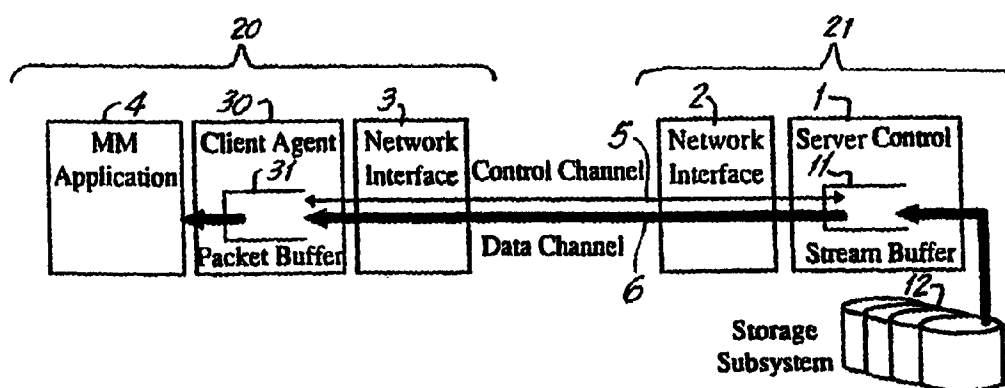 20
21
4
30
3
2
1
MM
Application
Client Agent
31
Packet Buffer
Network
Interface
5
Control Channel
Data Channel
6
Network
Interface
Server Control
11
Stream Buffer
12
Storage
Subsystem